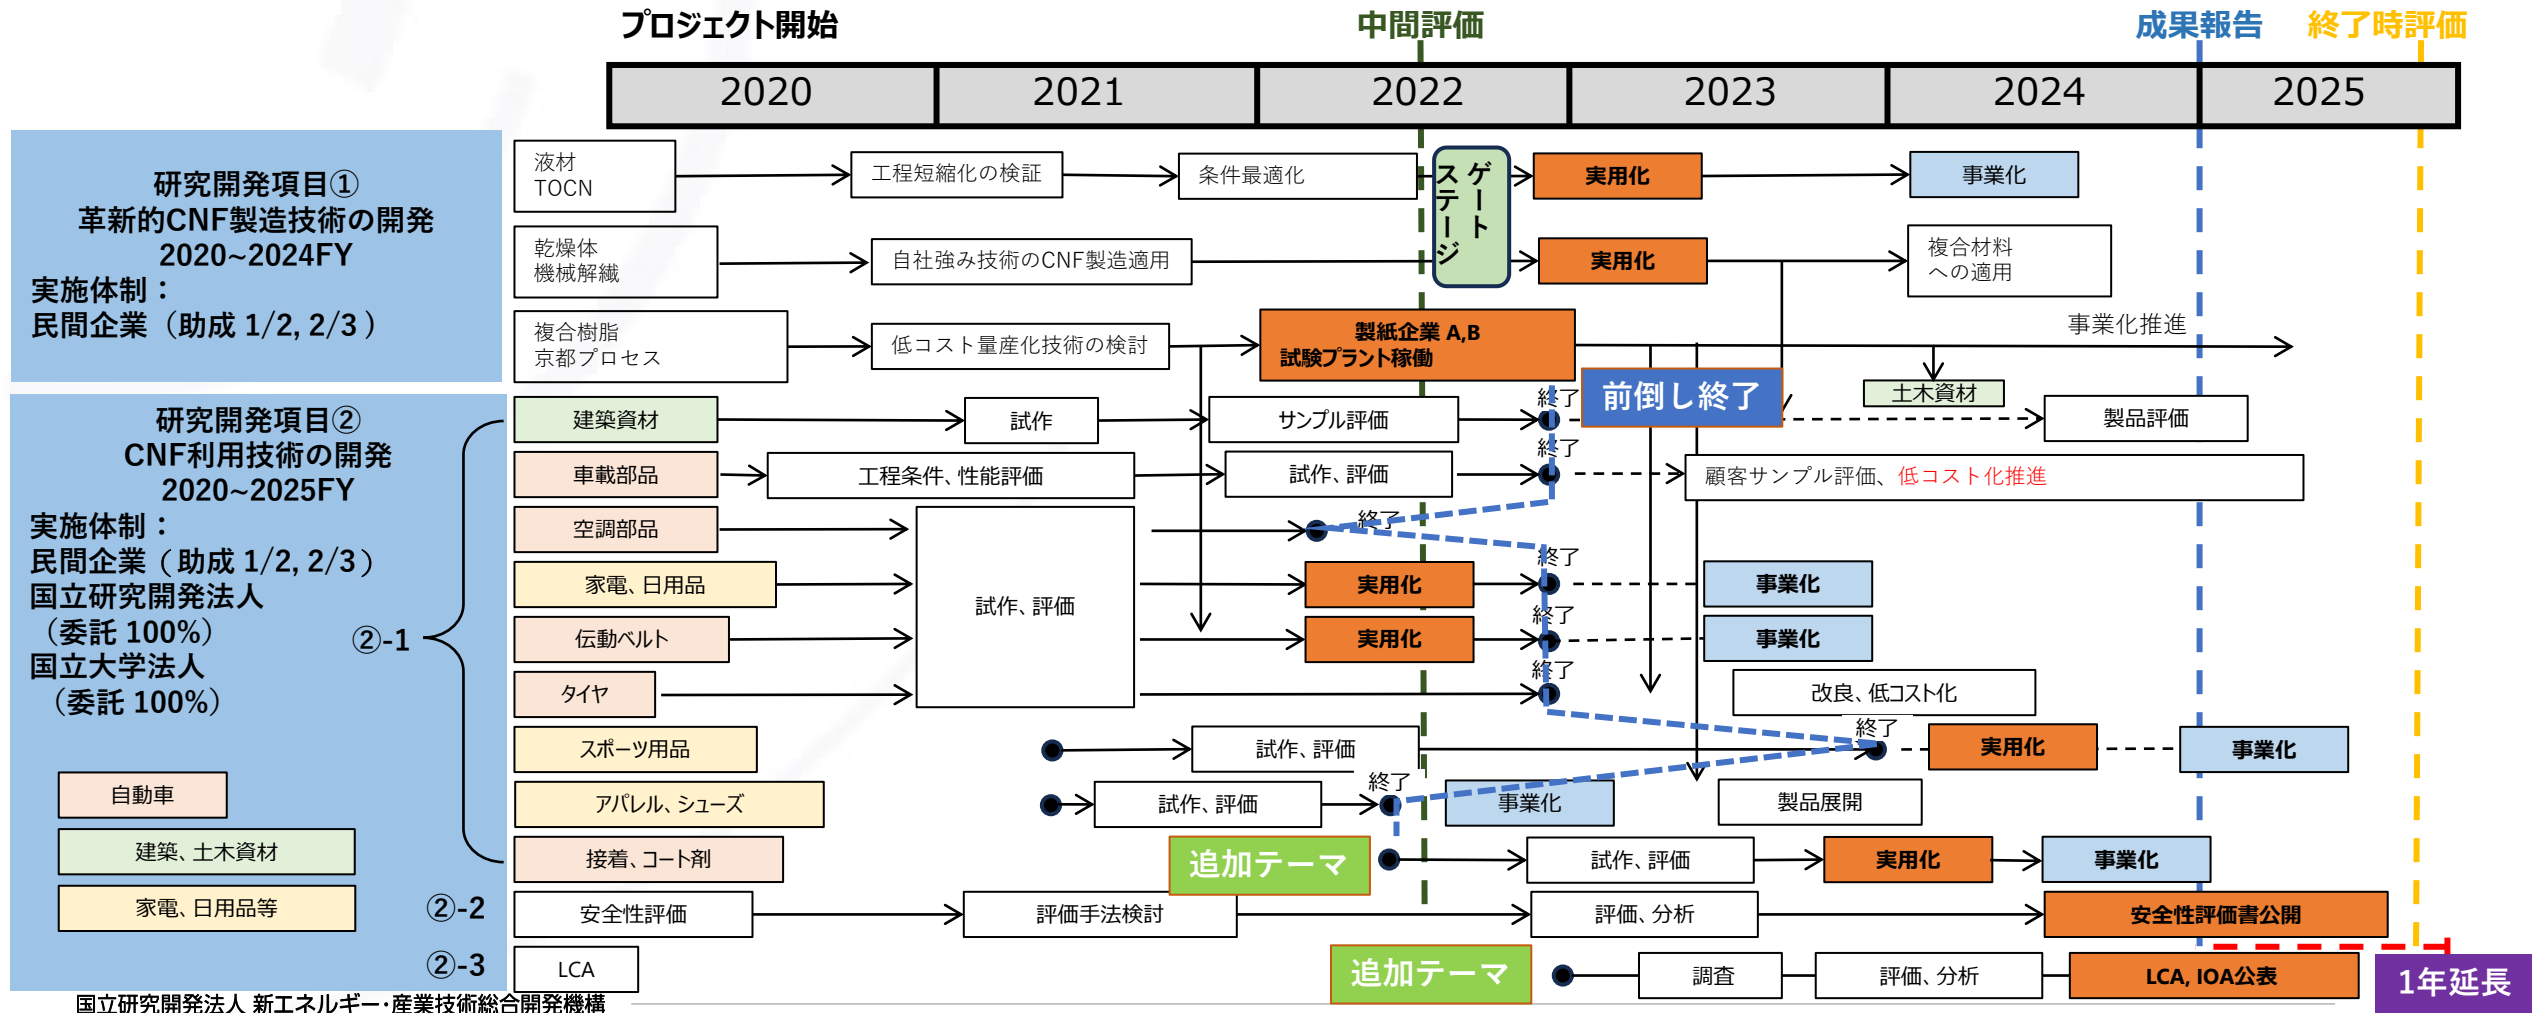 プロジェクト開始
中間評価
成果報告
終了時評価
2020
2021
2022
2023
2024
2025
研究開発項目①
革新的CNF製造技術の開発
2020~2024FY
実施体制：
民間企業（助成 1/2, 2/3）
液材
TOCN
工程短縮化の検証
条件最適化
ステージ
ゲート
実用化
事業化
乾燥体
機械解繊
自社強み技術のCNF製造適用
実用化
複合材料
への適用
複合樹脂
京都プロセス
低コスト量産化技術の検討
製紙企業 A,B
試験プラント稼働
事業化推進
研究開発項目②
CNF利用技術の開発
2020~2025FY
実施体制：
民間企業（助成 1/2, 2/3）
国立研究開発法人
（委託 100%）
国立大学法人
（委託 100%）
②-1
建築資材
試作
サンプル評価
終了
前倒し終了
土木資材
製品評価
車載部品
工程条件、性能評価
試作、評価
終了
顧客サンプル評価、低コスト化推進
空調部品
試作、評価
終了
家電、日用品
実用化
終了
事業化
伝動ベルト
実用化
終了
事業化
タイヤ
終了
改良、低コスト化
スポーツ用品
試作、評価
終了
実用化
事業化
アパレル、シューズ
試作、評価
終了
事業化
製品展開
接着、コート剤
追加テーマ
試作、評価
実用化
事業化
自動車
建築、土木資材
家電、日用品等
②-2
安全性評価
評価手法検討
評価、分析
安全性評価書公開
②-3
LCA
追加テーマ
調査
評価、分析
LCA, IOA公表
1年延長
国立研究開発法人 新エネルギー・産業技術総合開発機構